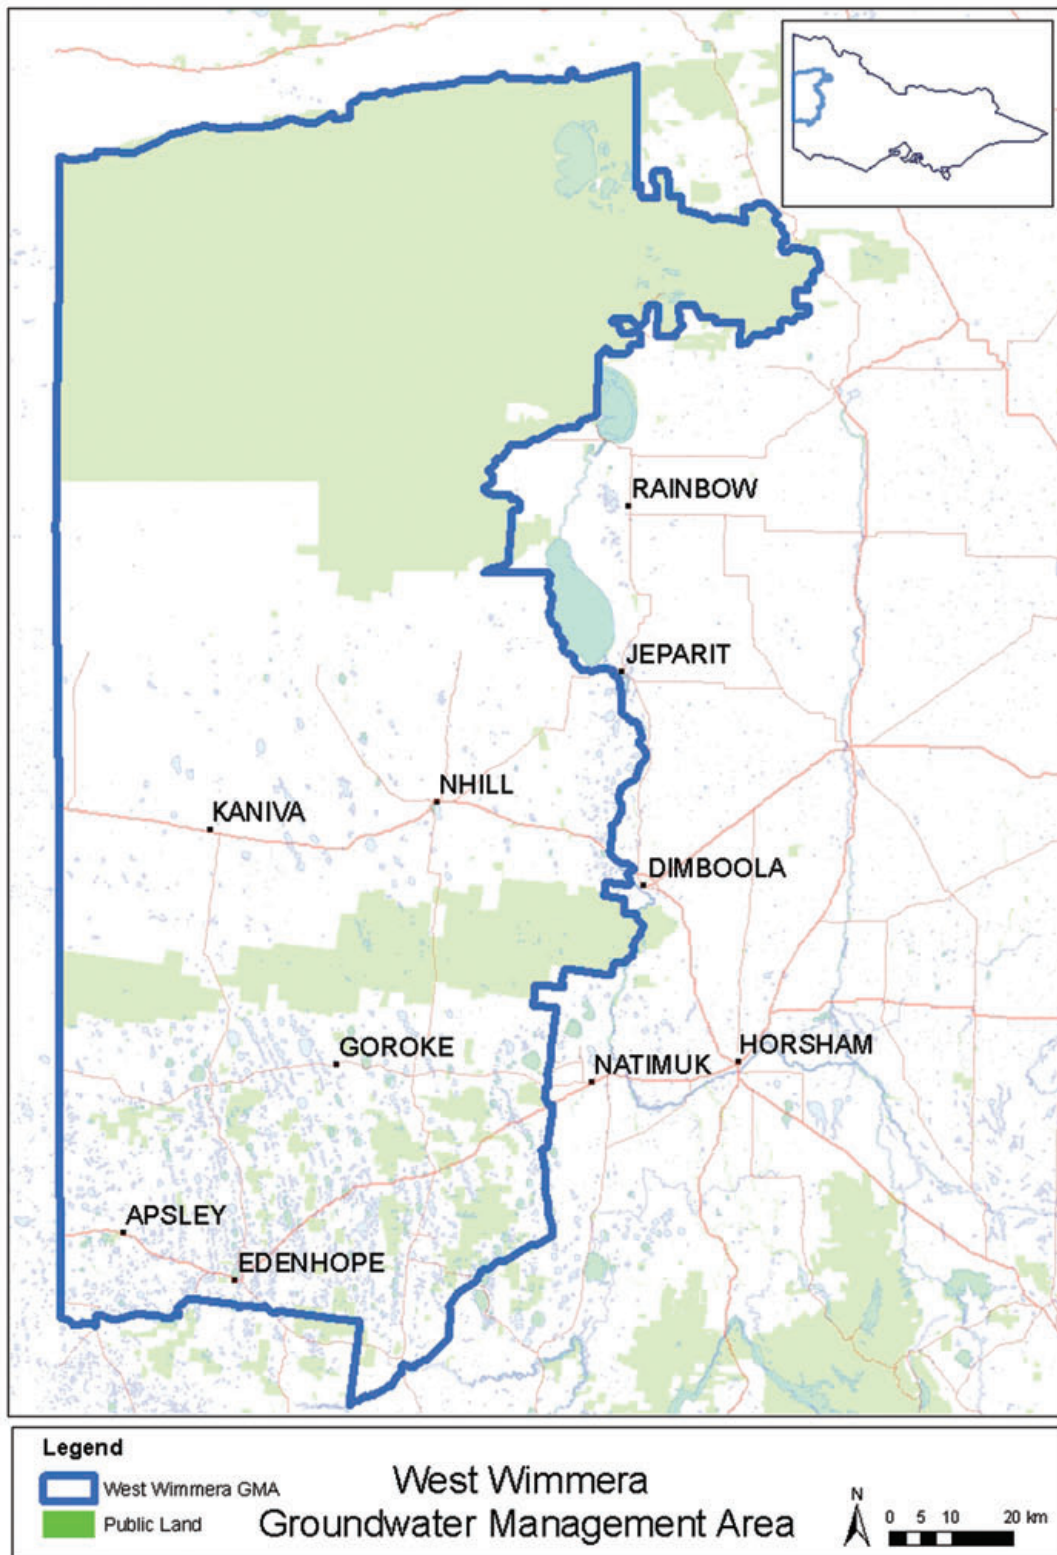 RAINBOW
JEPARIT
NHILL
KANIVA
DIMBOOLA
GOROKE
HORSHAM
NATIMUK
APSLEY
EDENHOPE
Legend
West Wimmera GMA
Public Land
West Wimmera
Groundwater Management Area
N
0 5 10 20 km